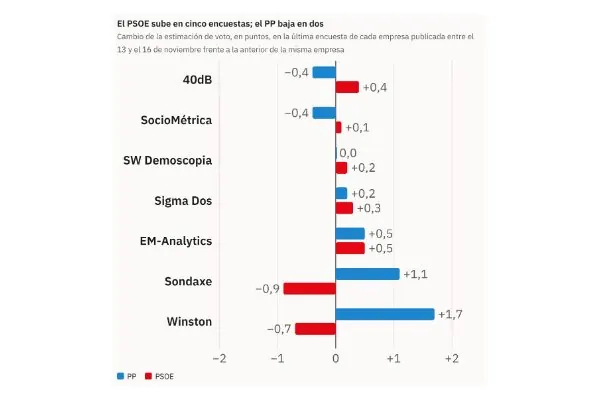 El PSOE sube en cinco encuestas; el PP baja en dos
Cambio de la estimación de voto, en puntos, en la última encuesta de cada empresa publicada entre el
13 y el 16 de noviembre frente a la anterior de la misma empresa
40dB
−0,4
+0,4
SocioMétrica
−0,4
+0,1
SW Demoscopia
0,0
+0,2
Sigma Dos
+0,2
+0,3
EM-Analytics
+0,5
+0,5
Sondaxe
+1,1
−0,9
Winston
+1,7
−0,7
−2 −1 0 +1 +2
PP PSOE